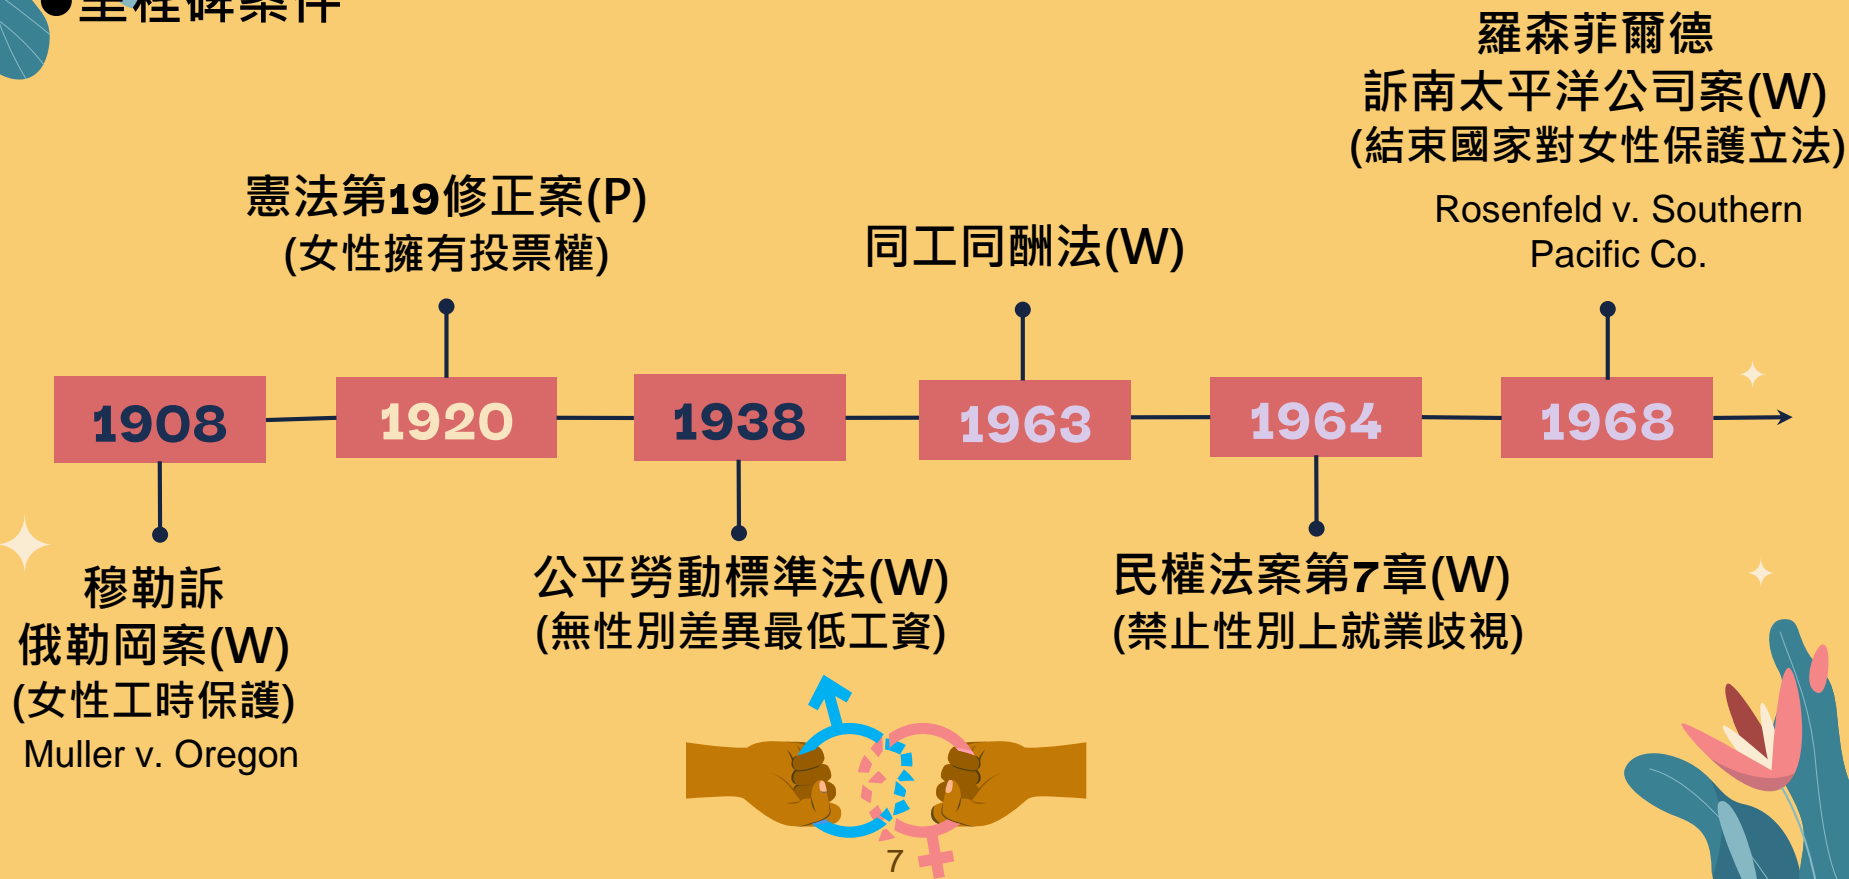 ●里程碑案件
羅森菲爾德
訴南太平洋公司案(W)
(結束國家對女性保護立法)
Rosenfeld v. Southern
Pacific Co.
憲法第19修正案(P)
(女性擁有投票權)
同工同酬法(W)
1908
1920
1938
1963
1964
1968
穆勒訴
俄勒岡案(W)
(女性工時保護)
Muller v. Oregon
公平勞動標準法(W)
(無性別差異最低工資)
民權法案第7章(W)
(禁止性別上就業歧視)
7